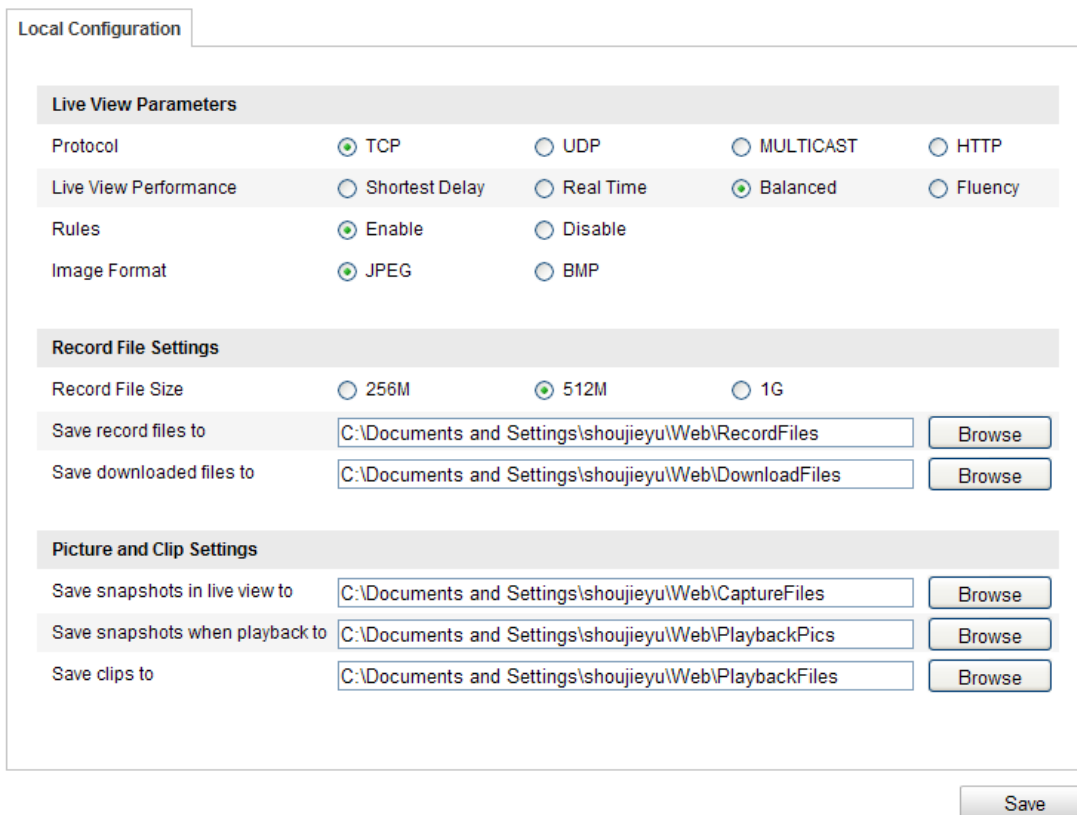 Local Configuration
Live View Parameters
Protocol TCP UDP MULTICAST HTTP
Live View Performance Shortest Delay Real Time Balanced Fluency
Rules Enable Disable
Image Format JPEG BMP
Record File Settings
Record File Size 256M 512M 1G
Save record files to C:\Documents and Settings\shoujieyu\Web\RecordFiles Browse
Save downloaded files to C:\Documents and Settings\shoujieyu\Web\DownloadFiles Browse
Picture and Clip Settings
Save snapshots in live view to C:\Documents and Settings\shoujieyu\Web\CaptureFiles Browse
Save snapshots when playback to C:\Documents and Settings\shoujieyu\Web\PlaybackPics Browse
Save clips to C:\Documents and Settings\shoujieyu\Web\PlaybackFiles Browse
Save